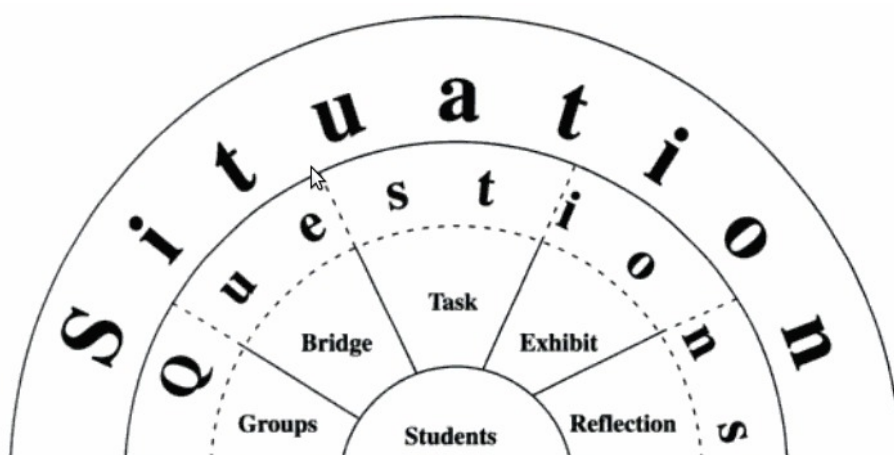 Situation
Questions
Task
Bridge
Exhibit
Groups
Students
Reflection